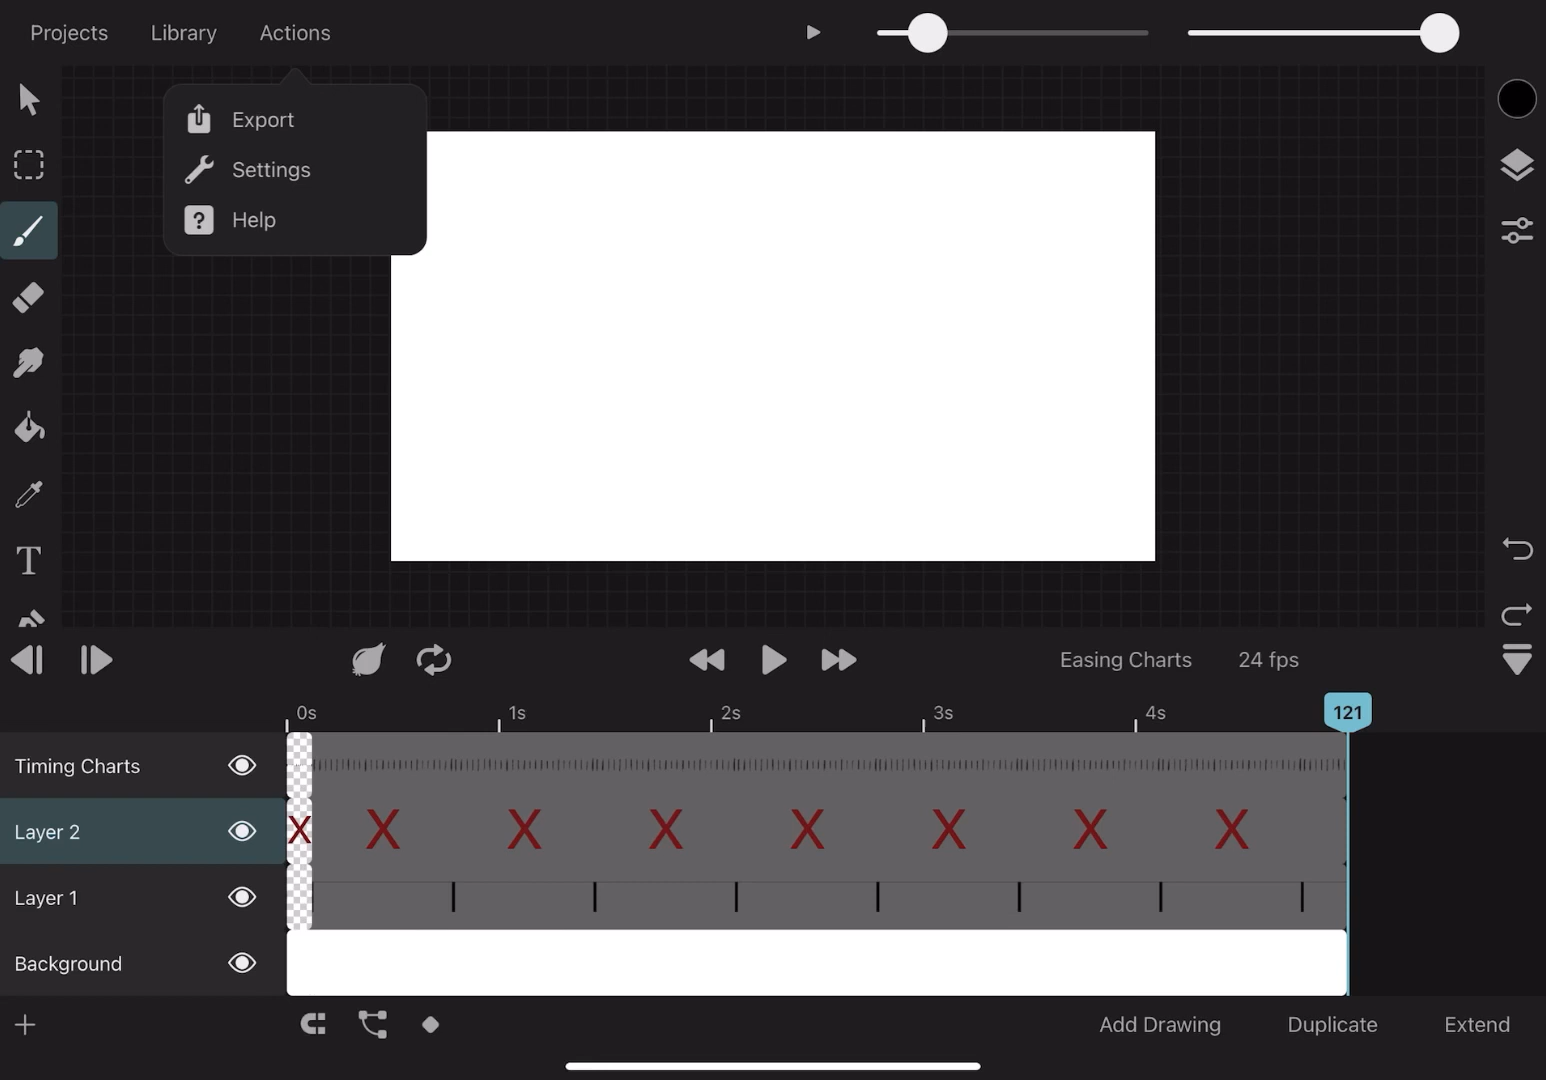 Projects Library Actions
Export
Settings
Help
T
Easing Charts 24 fps
0s 1s 2s 3s 4s 121
Timing Charts
Layer 2 X X X X X X X X
Layer 1
Background
Add Drawing Duplicate Extend